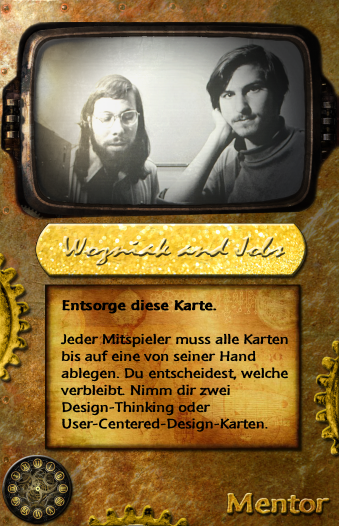 Wozniak and Jobs
Entsorge diese Karte.
Jeder Mitspieler muss alle Karten
bis auf eine von seiner Hand
ablegen. Du entscheidest, welche
verbleibt. Nimm dir zwei
Design-Thinking oder
User-Centered-Design-Karten.
Mentor